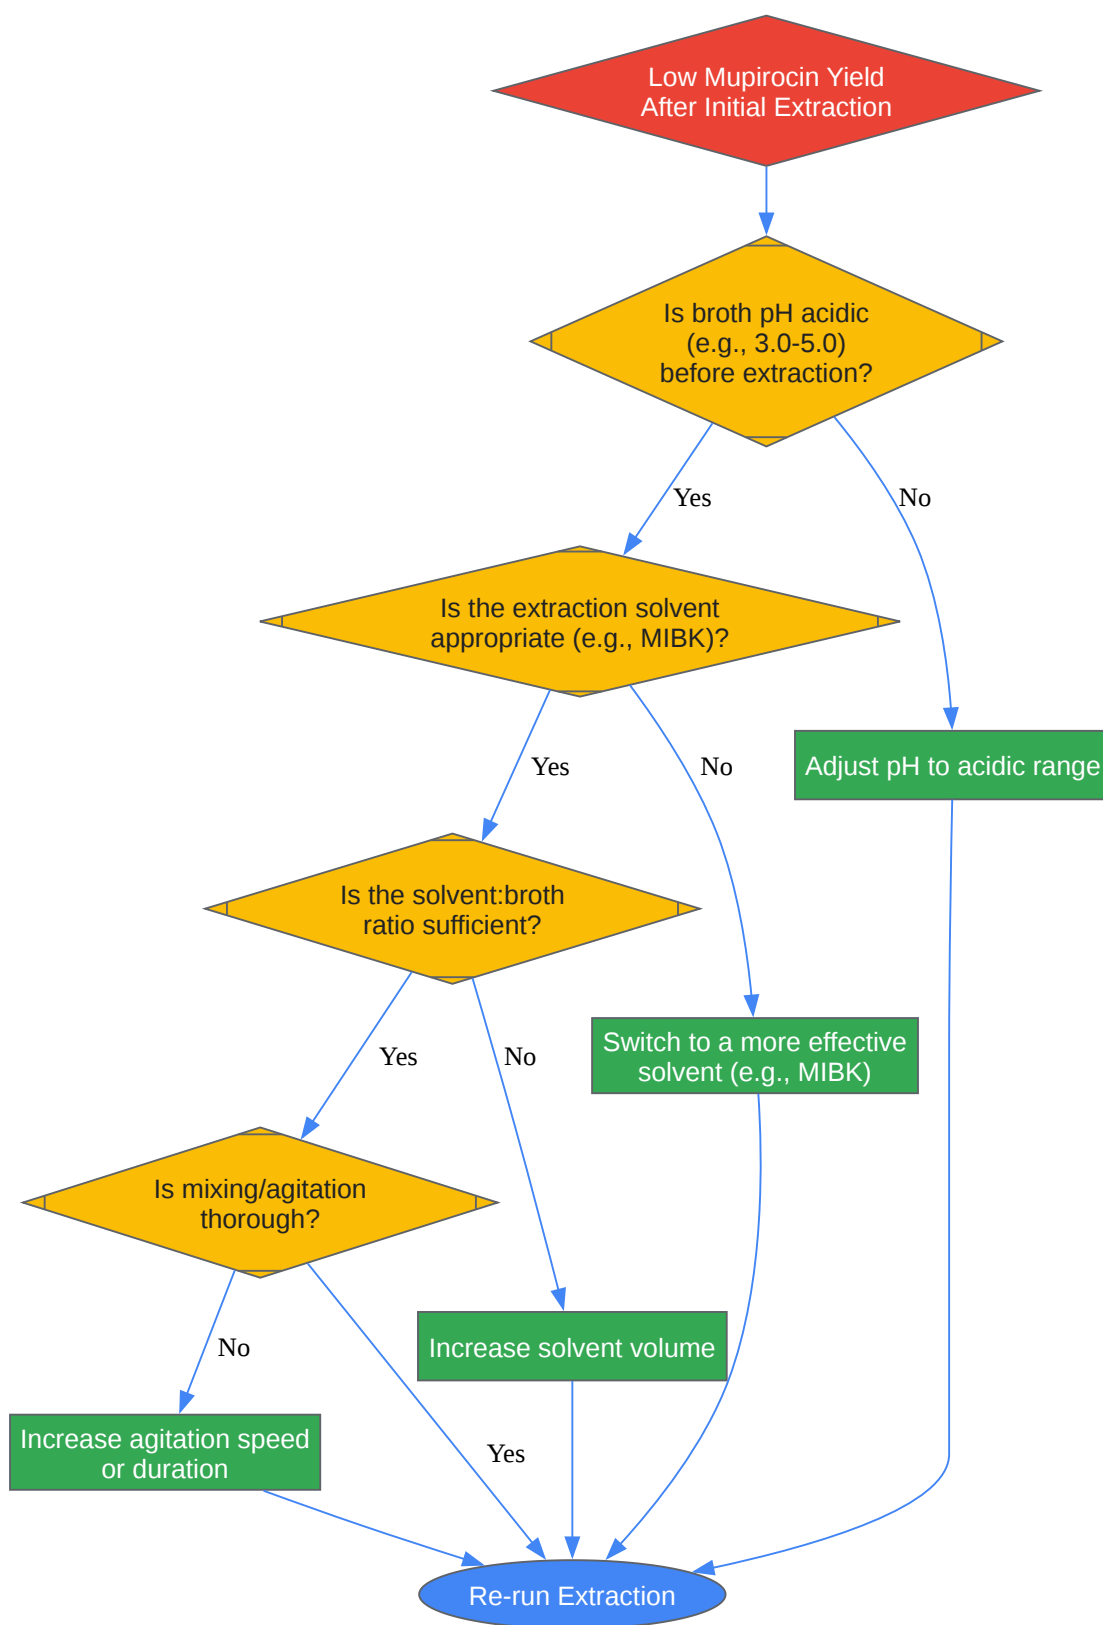 Low Mupirocin Yield
After Initial Extraction
Is broth pH acidic
(e.g., 3.0-5.0)
before extraction?
Yes
No
Is the extraction solvent
appropriate (e.g., MIBK)?
Yes
No
Adjust pH to acidic range
Is the solvent:broth
ratio sufficient?
Yes
No
Switch to a more effective
solvent (e.g., MIBK)
Is mixing/agitation
thorough?
No
Yes
Increase solvent volume
Increase agitation speed
or duration
Re-run Extraction